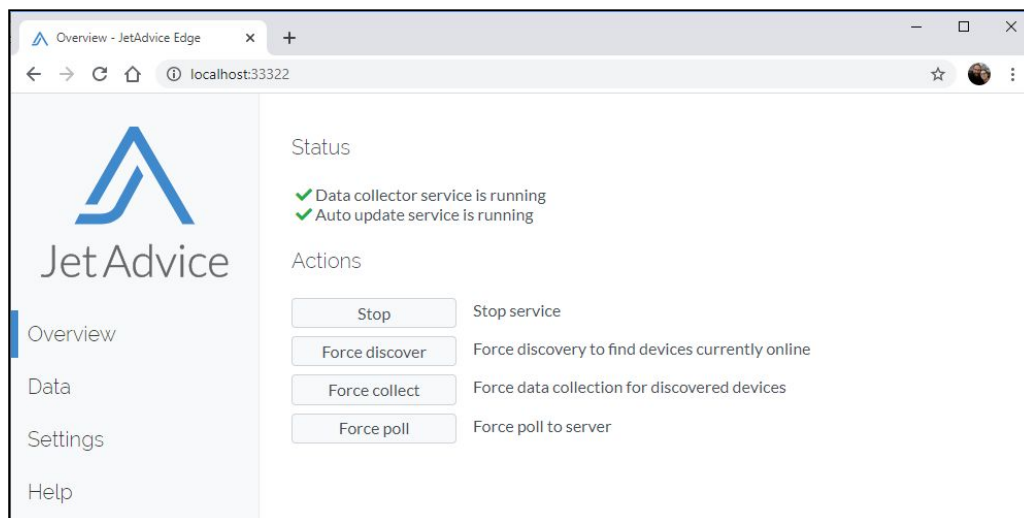 Overview - JetAdvice Edge
localhost:33322
JetAdvice
Overview
Data
Settings
Help
Status
Data collector service is running
Auto update service is running
Actions
Stop Stop service
Force discover Force discovery to find devices currently online
Force collect Force data collection for discovered devices
Force poll Force poll to server